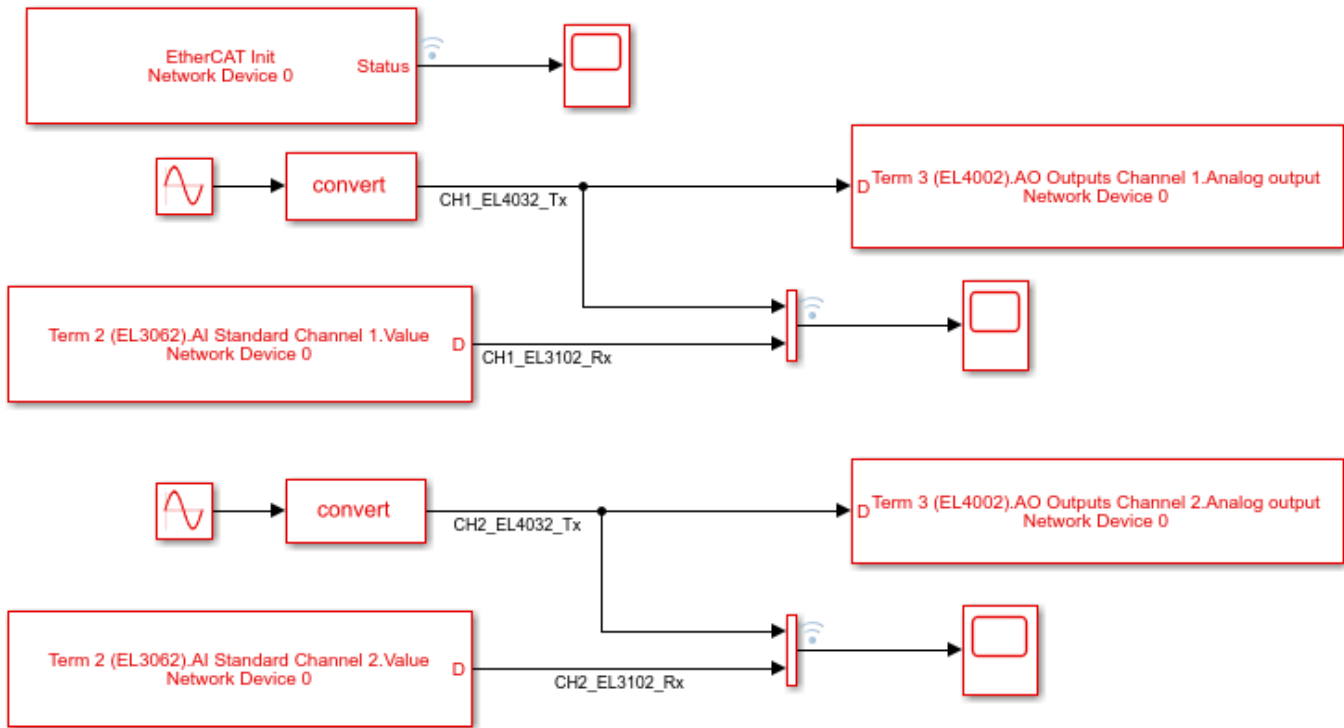 EtherCAT Init
Network Device 0
Status
convert
CH1_EL4032_Tx
D
Term 3 (EL4002).AO Outputs Channel 1.Analog output
Network Device 0
Term 2 (EL3062).AI Standard Channel 1.Value
Network Device 0
D
CH1_EL3102_Rx
convert
CH2_EL4032_Tx
D
Term 3 (EL4002).AO Outputs Channel 2.Analog output
Network Device 0
Term 2 (EL3062).AI Standard Channel 2.Value
Network Device 0
D
CH2_EL3102_Rx